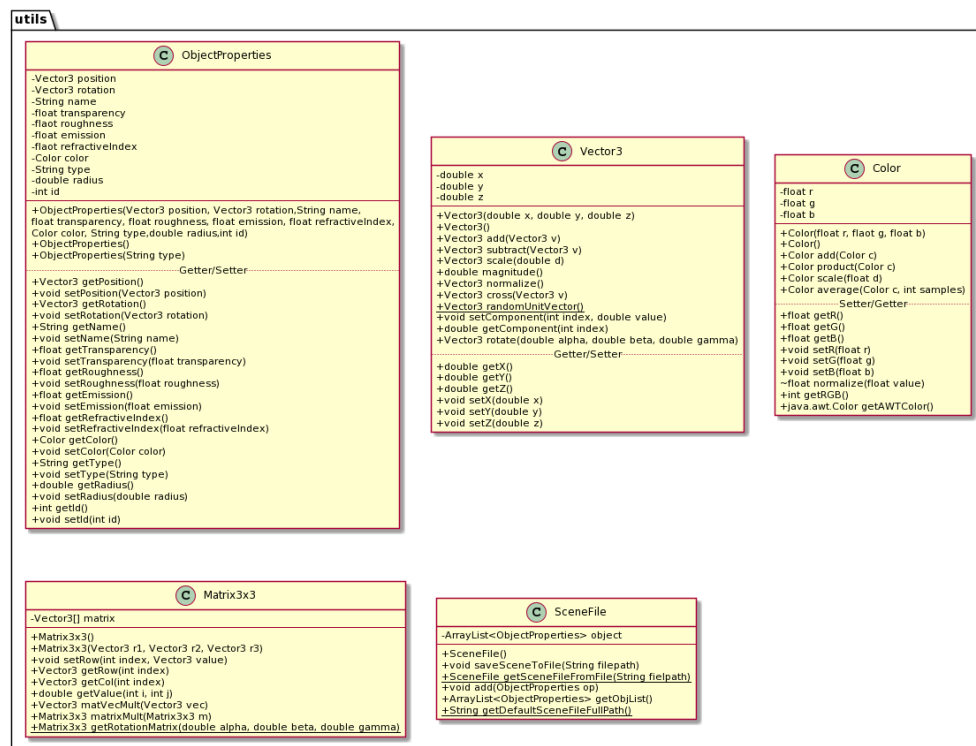 utils
C ObjectProperties
-Vector3 position
-Vector3 rotation
-String name
-float transparency
-flaot roughness
-float emission
-flaot refractiveIndex
-Color color
-String type
-double radius
-int id
+ObjectProperties(Vector3 position, Vector3 rotation,String name,
float transparency, float roughness, float emission, float refractiveIndex,
Color color, String type,double radius,int id)
+ObjectProperties()
+ObjectProperties(String type)
Getter/Setter
+Vector3 getPosition()
+void setPosition(Vector3 position)
+Vector3 getRotation()
+void setRotation(Vector3 rotation)
+String getName()
+void setName(String name)
+float getTransparency()
+void setTransparency(float transparency)
+float getRoughness()
+void setRoughness(float roughness)
+float getEmission()
+void setEmission(float emission)
+float getRefractiveIndex()
+void setRefractiveIndex(float refractiveIndex)
+Color getColor()
+void setColor(Color color)
+String getType()
+void setType(String type)
+double getRadius()
+void setRadius(double radius)
+int getId()
+void setId(int id)
C Vector3
-double x
-double y
-double z
+Vector3(double x, double y, double z)
+Vector3()
+Vector3 add(Vector3 v)
+Vector3 subtract(Vector3 v)
+Vector3 scale(double d)
+double magnitude()
+Vector3 normalize()
+Vector3 cross(Vector3 v)
+Vector3 randomUnitVector()
+void setComponent(int index, double value)
+double getComponent(int index)
+Vector3 rotate(double alpha, double beta, double gamma)
Getter/Setter
+double getX()
+double getY()
+double getZ()
+void setX(double x)
+void setY(double y)
+void setZ(double z)
C Color
-float r
-float g
-float b
+Color(float r, flaot g, float b)
+Color()
+Color add(Color c)
+Color product(Color c)
+Color scale(float d)
+Color average(Color c, int samples)
Setter/Getter
+float getR()
+float getG()
+float getB()
+void setR(float r)
+void setG(float g)
+void setB(float b)
~float normalize(float value)
+int getRGB()
+java.awt.Color getAWTColor()
C Matrix3x3
-Vector3[] matrix
+Matrix3x3()
+Matrix3x3(Vector3 r1, Vector3 r2, Vector3 r3)
+void setRow(int index, Vector3 value)
+Vector3 getRow(int index)
+Vector3 getCol(int index)
+double getValue(int i, int j)
+Vector3 matVecMult(Vector3 vec)
+Matrix3x3 matrixMult(Matrix3x3 m)
+Matrix3x3 getRotationMatrix(double alpha, double beta, double gamma)
C SceneFile
-ArrayList<ObjectProperties> object
+SceneFile()
+void saveSceneToFile(String filepath)
+SceneFile getSceneFileFromFile(String fielpath)
+void add(ObjectProperties op)
+ArrayList<ObjectProperties> getObjList()
+String getDefaultSceneFileFullPath()